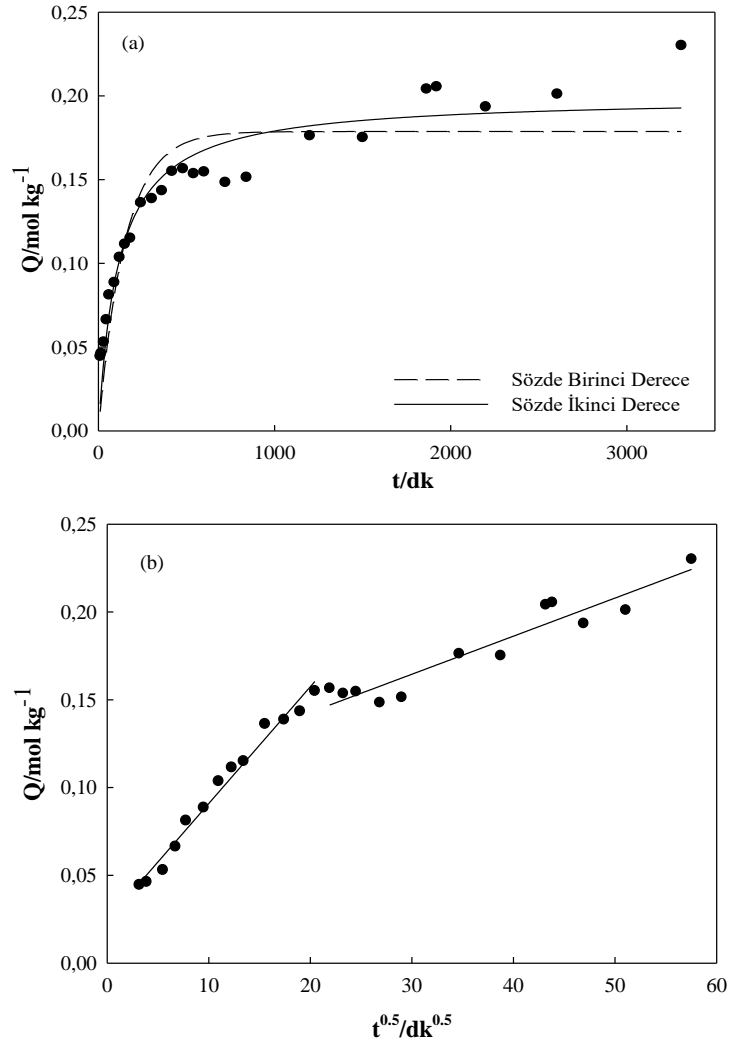 (a)
0,25
0,20
0,15
0,10
0,05
0,00
Q/mol kg⁻¹
Sözde Birinci Derece
Sözde İkinci Derece
0 1000 2000 3000
t/dk
(b)
0,25
0,20
0,15
0,10
0,05
0,00
Q/mol kg⁻¹
0 10 20 30 40 50 60
t⁰·⁵/dk⁰·⁵